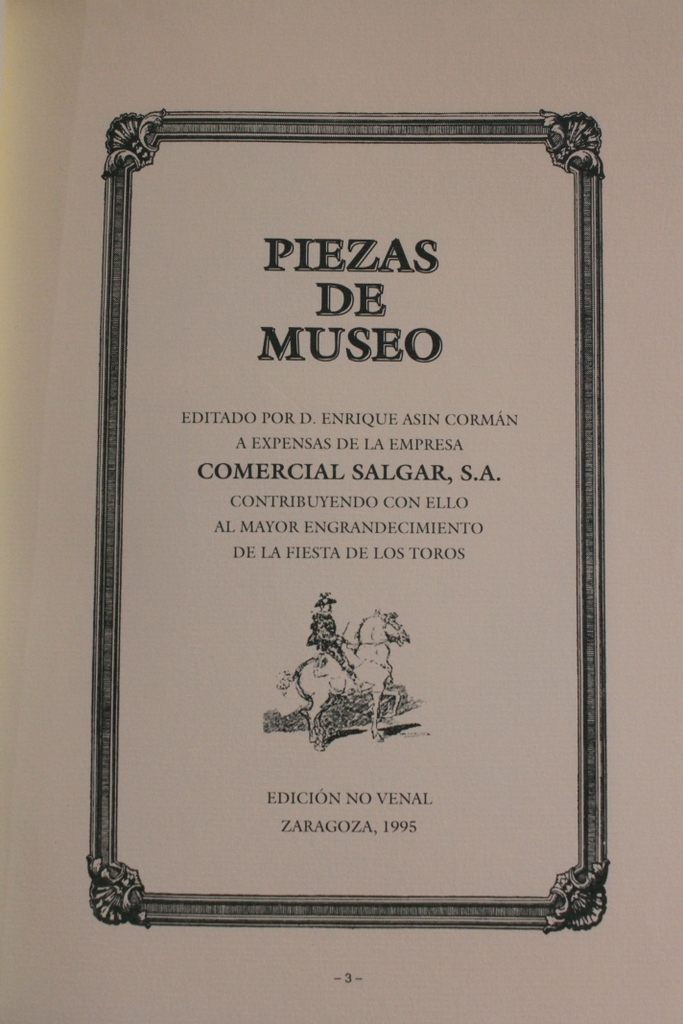 PIEZAS
DE
MUSEO
EDITADO POR D. ENRIQUE ASIN CORMÁN
A EXPENSAS DE LA EMPRESA
COMERCIAL SALGAR, S.A.
CONTRIBUYENDO CON ELLO
AL MAYOR ENGRANDECIMIENTO
DE LA FIESTA DE LOS TOROS
EDICIÓN NO VENAL
ZARAGOZA, 1995
– 3 –